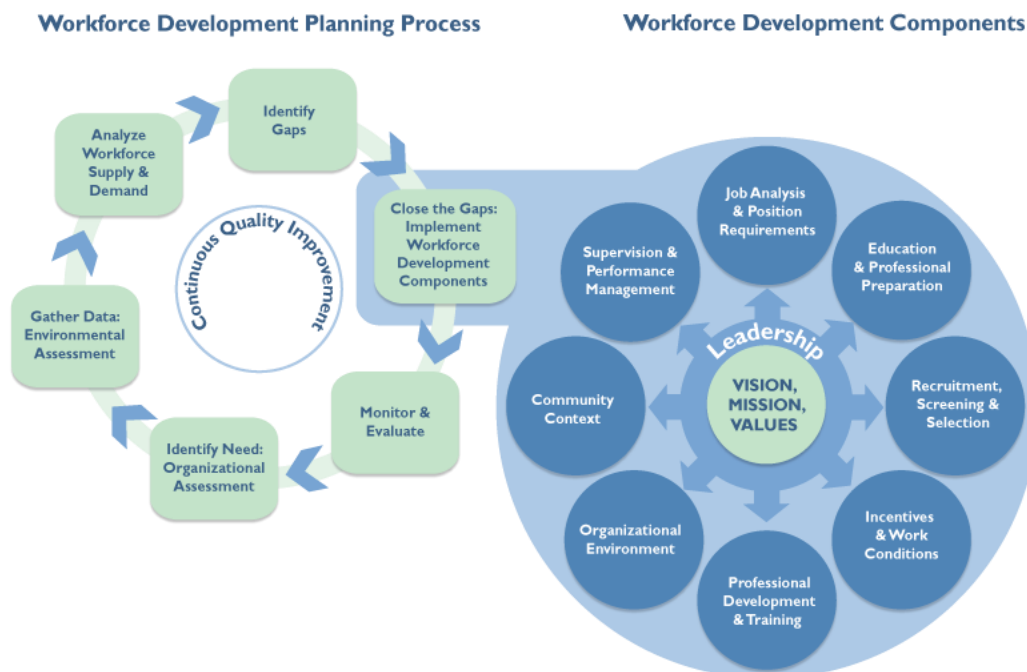 Workforce Development Planning Process
Workforce Development Components
Identify
Gaps
Analyze
Workforce
Supply &
Demand
Close the Gaps:
Implement
Workforce
Development
Components
Continuous Quality Improvement
Gather Data:
Environmental
Assessment
Monitor &
Evaluate
Identify Need:
Organizational
Assessment
Job Analysis
& Position
Requirements
Education
& Professional
Preparation
Recruitment,
Screening &
Selection
Incentives
& Work
Conditions
Professional
Development
& Training
Organizational
Environment
Community
Context
Supervision &
Performance
Management
Leadership
VISION,
MISSION,
VALUES